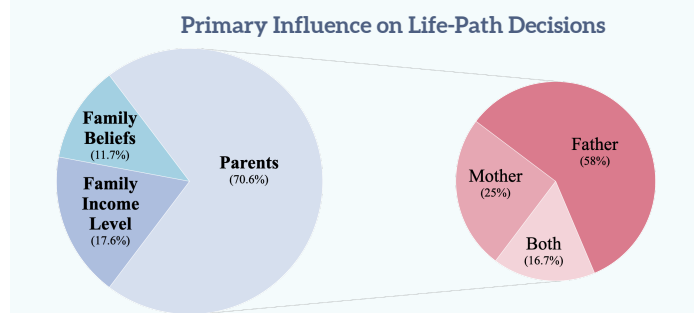 Primary Influence on Life-Path Decisions
Family
Beliefs
(11.7%)
Parents
(70.6%)
Family
Income
Level
(17.6%)
Father
(58%)
Mother
(25%)
Both
(16.7%)